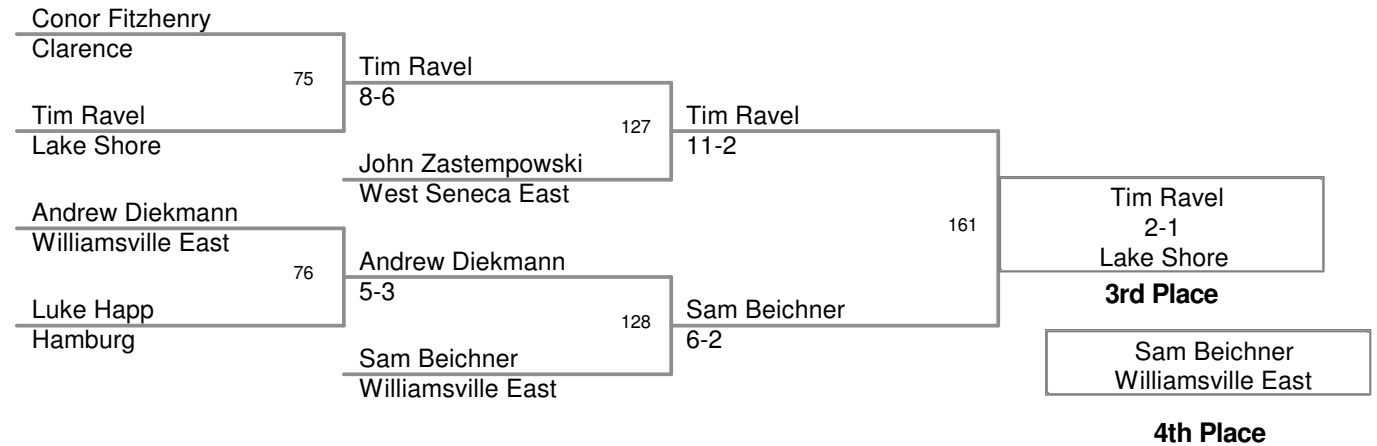 Conor Fitzhenry
Clarence
75
Tim Ravel
8-6
Tim Ravel
Lake Shore
127
Tim Ravel
11-2
John Zastempowski
West Seneca East
Andrew Diekmann
Williamsville East
76
Andrew Diekmann
5-3
Luke Happ
Hamburg
128
Sam Beichner
6-2
Sam Beichner
Williamsville East
161
Tim Ravel
2-1
Lake Shore
3rd Place
Sam Beichner
Williamsville East
4th Place